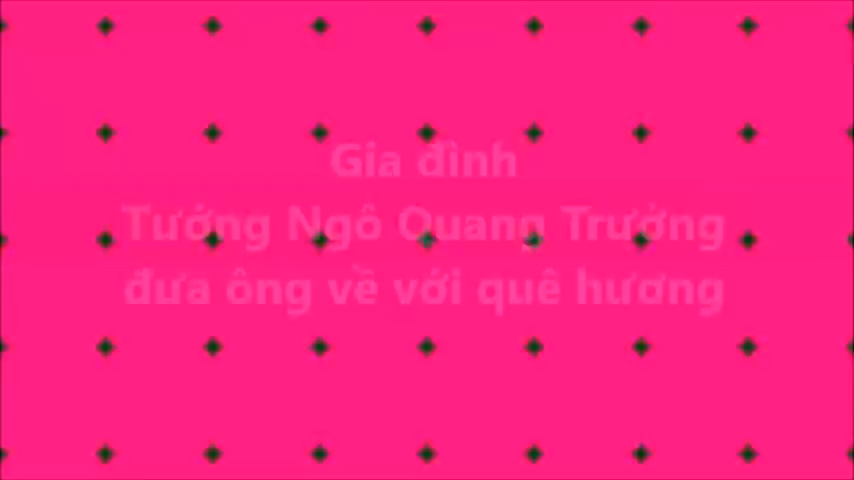 Gia đình
Tướng Ngô Quang Trưởng
đưa ông về với quê hương